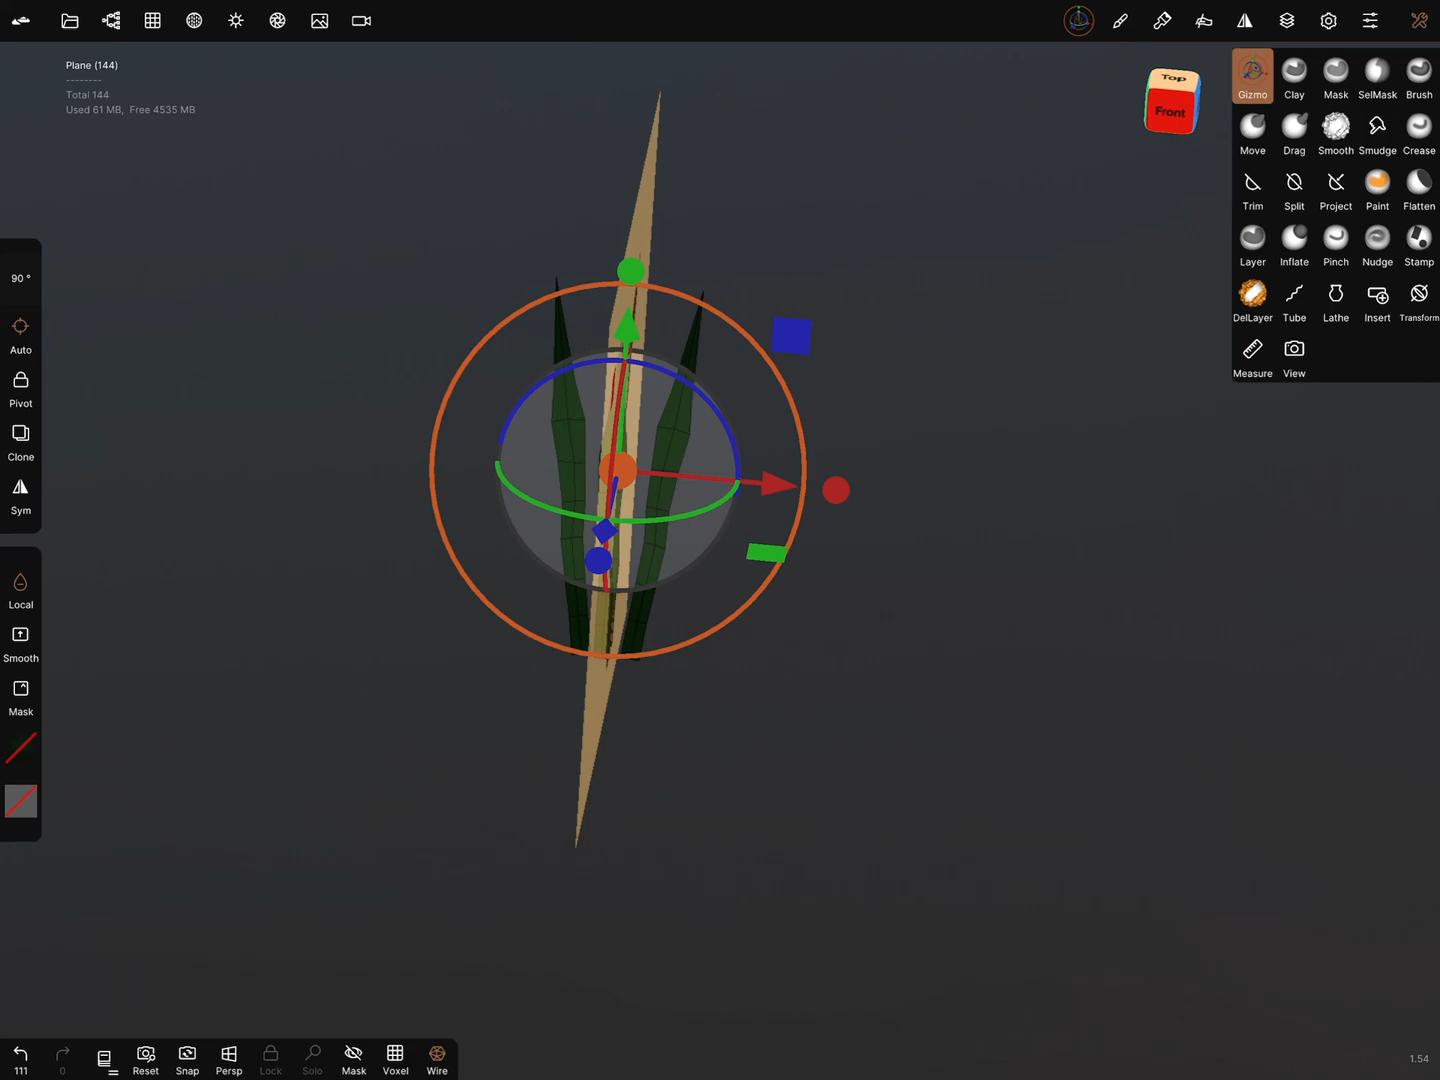 Plane (144)
--------
Total 144
Used 61 MB, Free 4535 MB
Top
Front
Gizmo Clay Mask SelMask Brush
Move Drag Smooth Smudge Crease
Trim Split Project Paint Flatten
Layer Inflate Pinch Nudge Stamp
DelLayer Tube Lathe Insert Transform
Measure View
90 °
Auto
Pivot
Clone
Sym
Local
Smooth
Mask
111 0 Reset Snap Persp Lock Solo Mask Voxel Wire
1.54